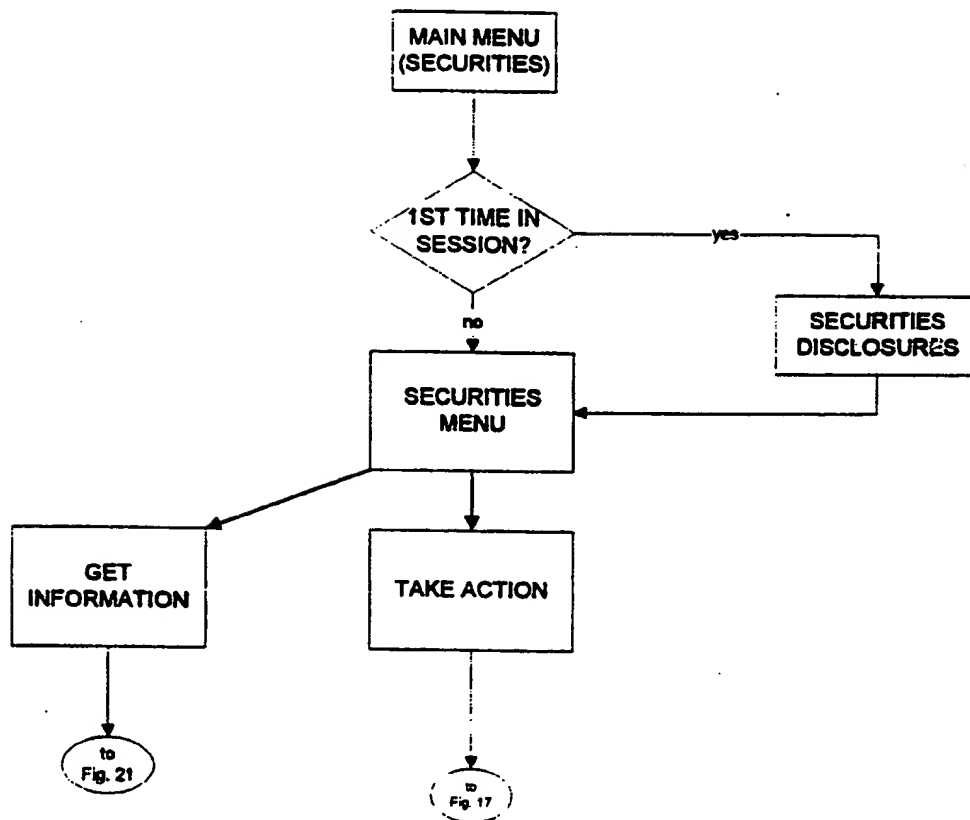 MAIN MENU
(SECURITIES)
1ST TIME IN
SESSION?
yes
no
SECURITIES
DISCLOSURES
SECURITIES
MENU
GET
INFORMATION
TAKE ACTION
to
Fig. 21
to
Fig. 17